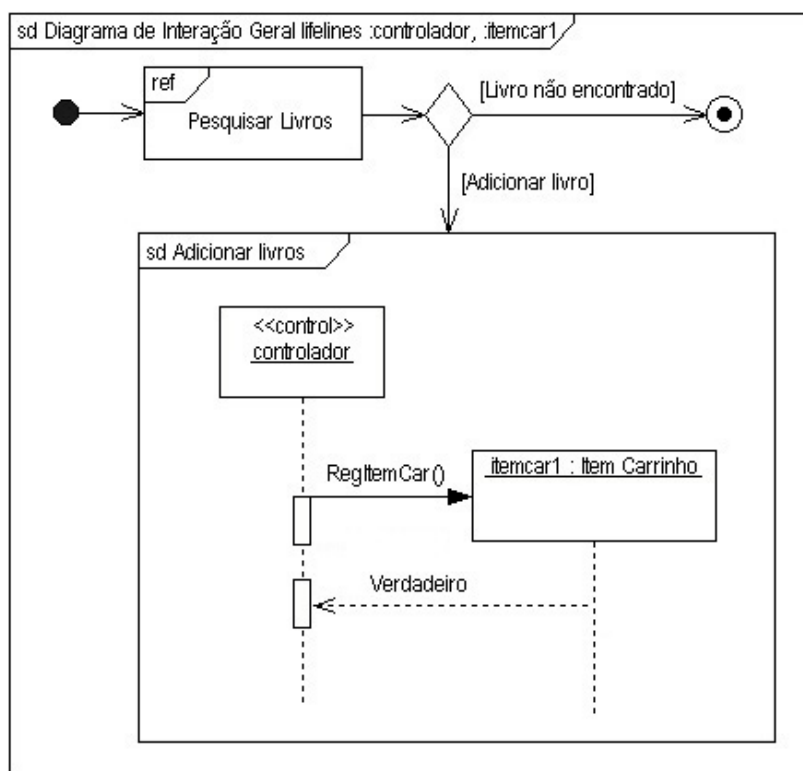 sd Diagrama de Interação Geral lifelines :controlador, :itemcar1
ref
Pesquisar Livros
[Livro não encontrado]
[Adicionar livro]
sd Adicionar livros
<<control>>
controlador
RegItemCar()
itemcar1 : Item Carrinho
Verdadeiro